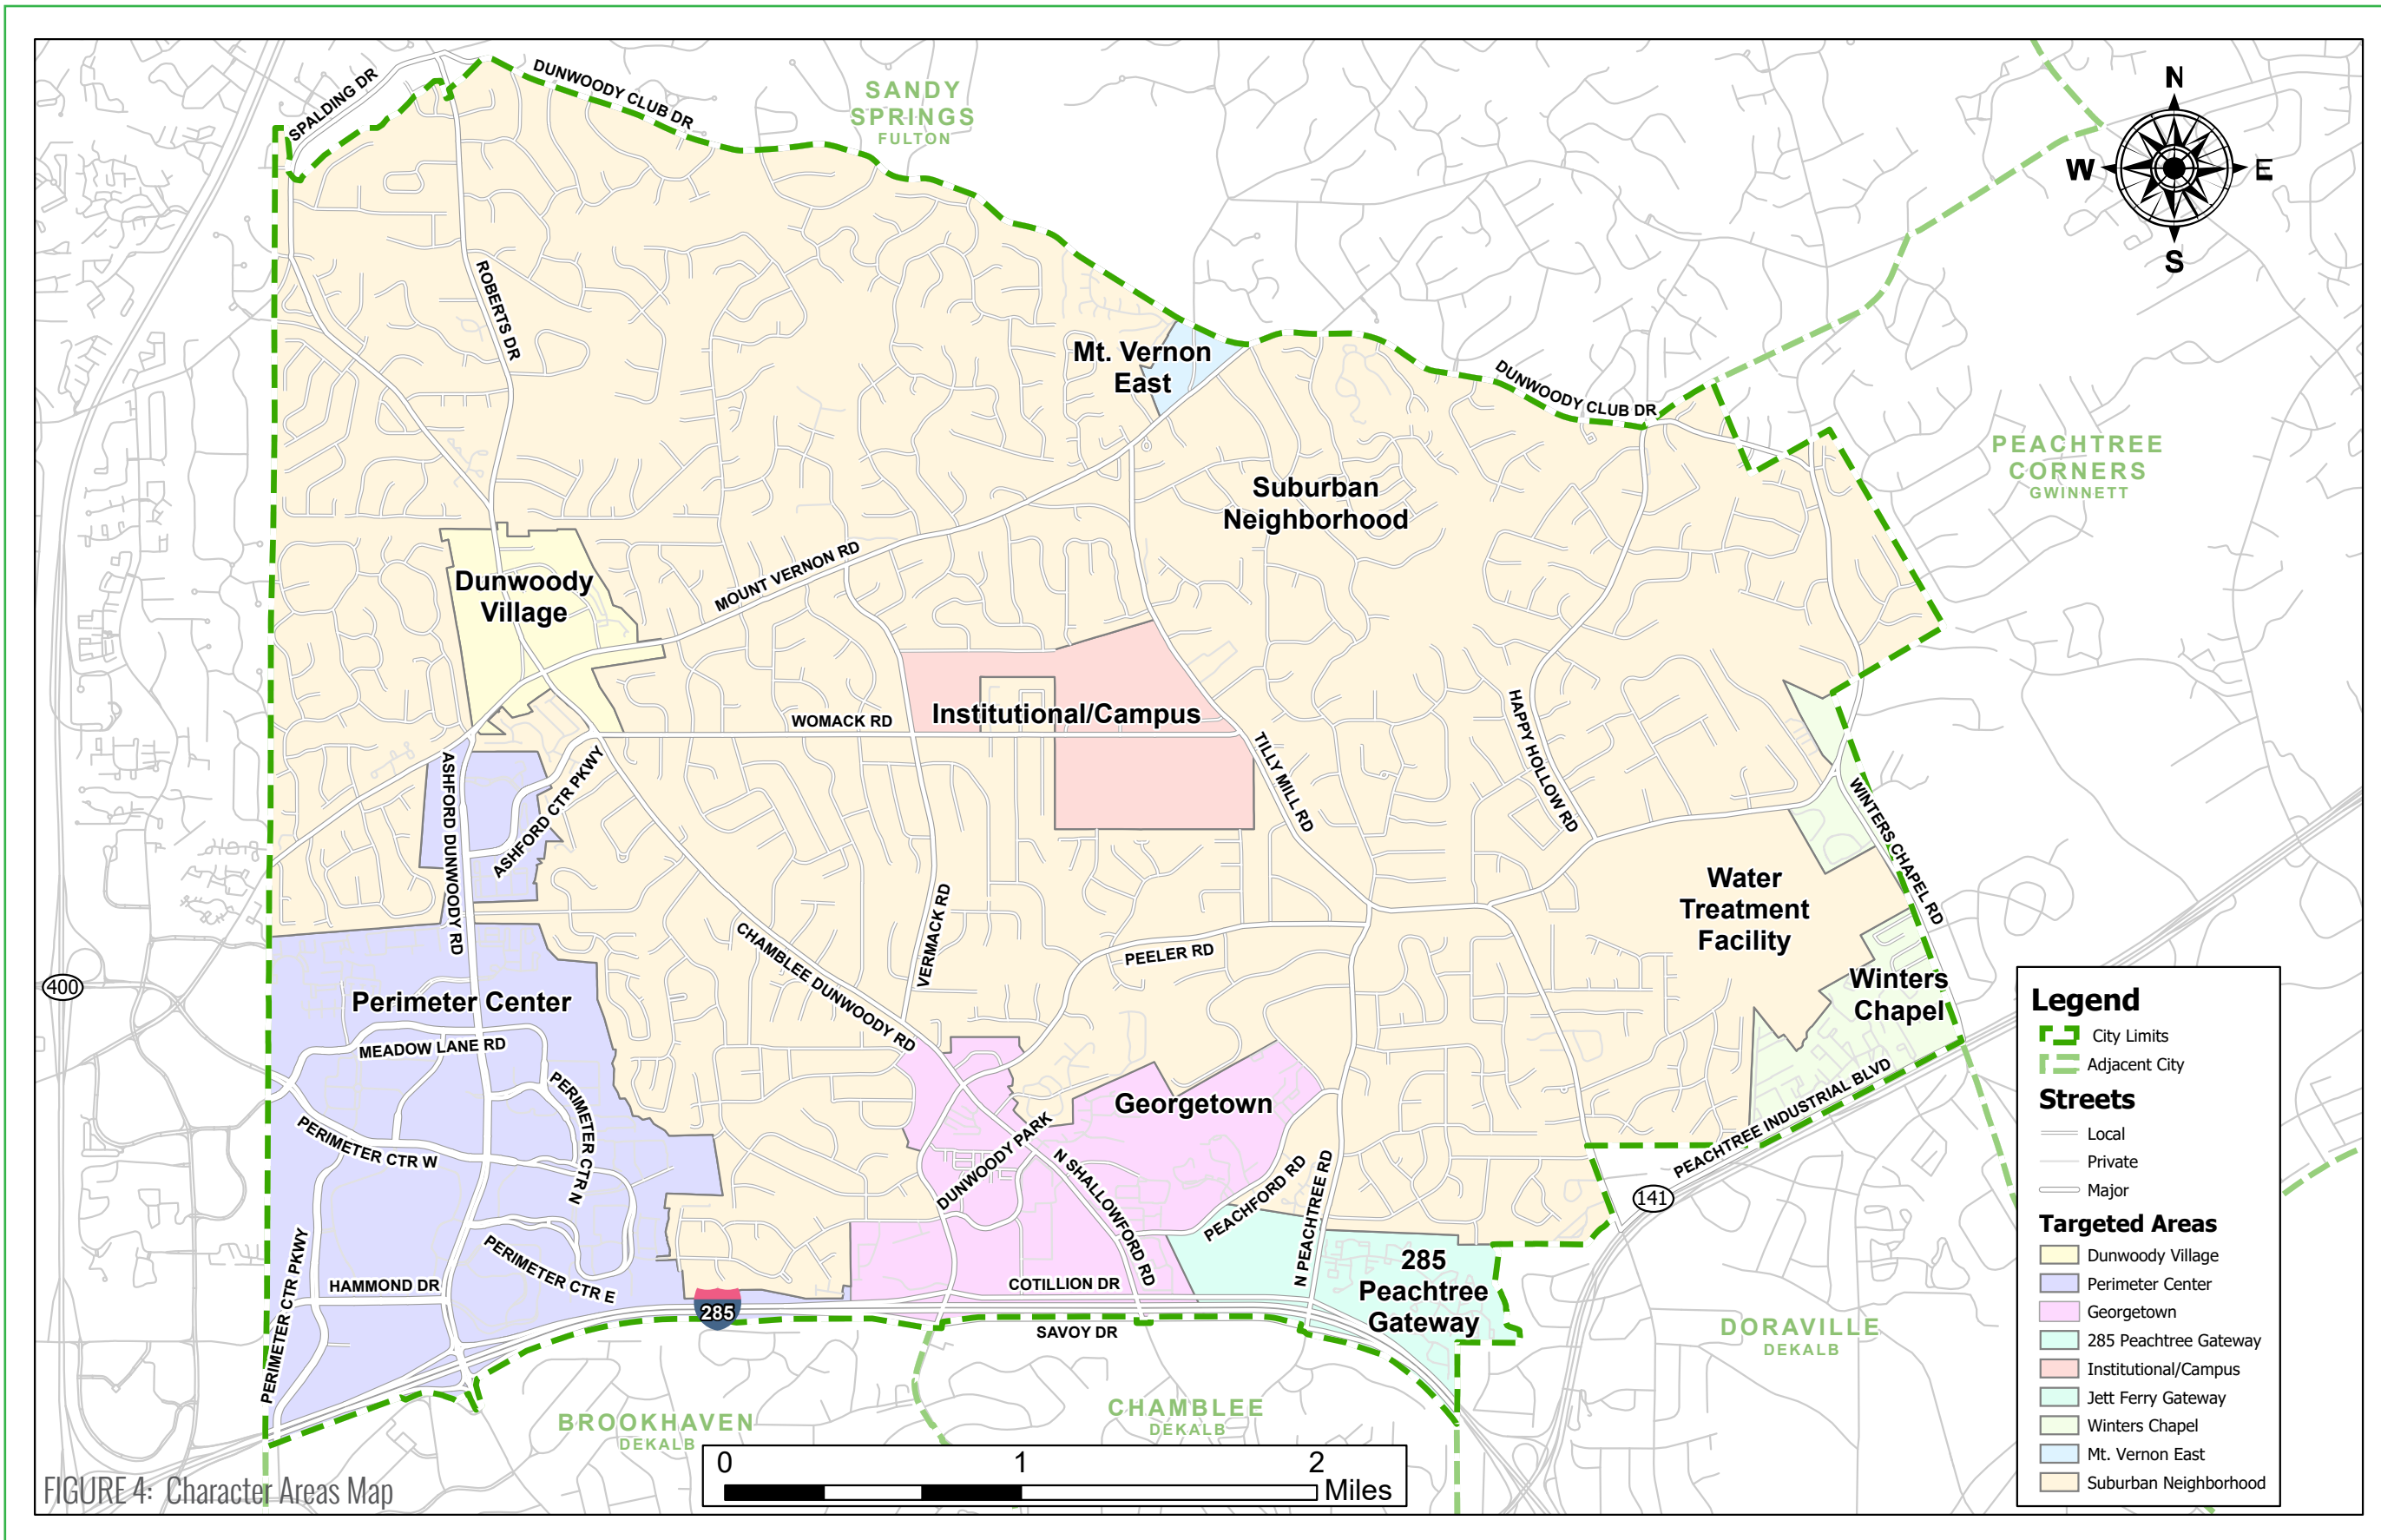 SPALDING DR
DUNWOODY CLUB DR
SANDY
SPRINGS
FULTON
N
W
E
S
ROBERTS DR
Mt. Vernon
East
DUNWOODY CLUB DR
PEACHTREE
CORNERS
GWINNETT
Suburban
Neighborhood
Dunwoody
Village
MOUNT VERNON RD
WOMACK RD
Institutional/Campus
HAPPY HOLLOW RD
TILLY MILL RD
ASHFORD DUNWOODY RD
ASHFORD CTR PKWY
WINTERS CHAPEL RD
Water
Treatment
Facility
VERMACK RD
CHAMBLEE DUNWOODY RD
PEELER RD
400
Perimeter Center
Winters
Chapel
MEADOW LANE RD
PERIMETER CTR N
PERIMETER CTR W
Georgetown
DUNWOODY PARK
N SHALLOWFORD RD
PEACHFORD RD
N PEACHTREE RD
PEACHTREE INDUSTRIAL BLVD
141
PERIMETER CTR PKWY
PERIMETER CTR E
HAMMOND DR
285
COTILLION DR
SAVOY DR
285
Peachtree
Gateway
DORAVILLE
DEKALB
BROOKHAVEN
DEKALB
CHAMBLEE
DEKALB
Legend
City Limits
Adjacent City
Streets
Local
Private
Major
Targeted Areas
Dunwoody Village
Perimeter Center
Georgetown
285 Peachtree Gateway
Institutional/Campus
Jett Ferry Gateway
Winters Chapel
Mt. Vernon East
Suburban Neighborhood
0 1 2
Miles
FIGURE 4: Character Areas Map